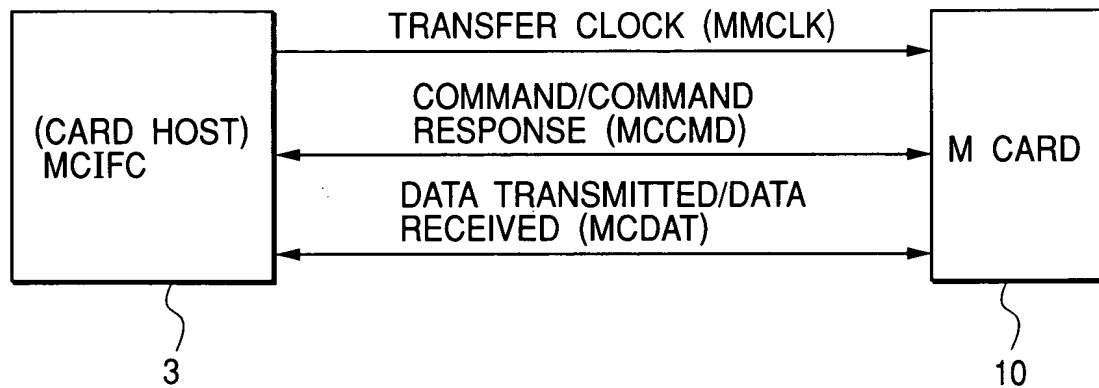 TRANSFER CLOCK (MMCLK)
COMMAND/COMMAND
RESPONSE (MCCMD)
(CARD HOST)
MCIFC
M CARD
DATA TRANSMITTED/DATA
RECEIVED (MCDAT)
3
10